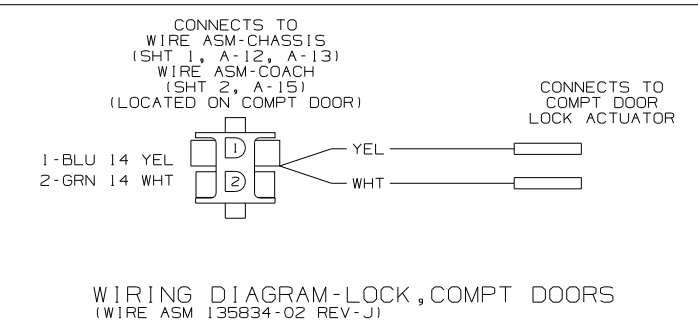 CONNECTS TO
WIRE ASM-CHASSIS
(SHT 1, A-12, A-13)
WIRE ASM-COACH
(SHT 2, A-15)
(LOCATED ON COMPT DOOR)
CONNECTS TO
COMPT DOOR
LOCK ACTUATOR
1-BLU 14 YEL
2-GRN 14 WHT
1
2
YEL
WHT
WIRING DIAGRAM-LOCK,COMPT DOORS
(WIRE ASM 135834-02 REV-J)